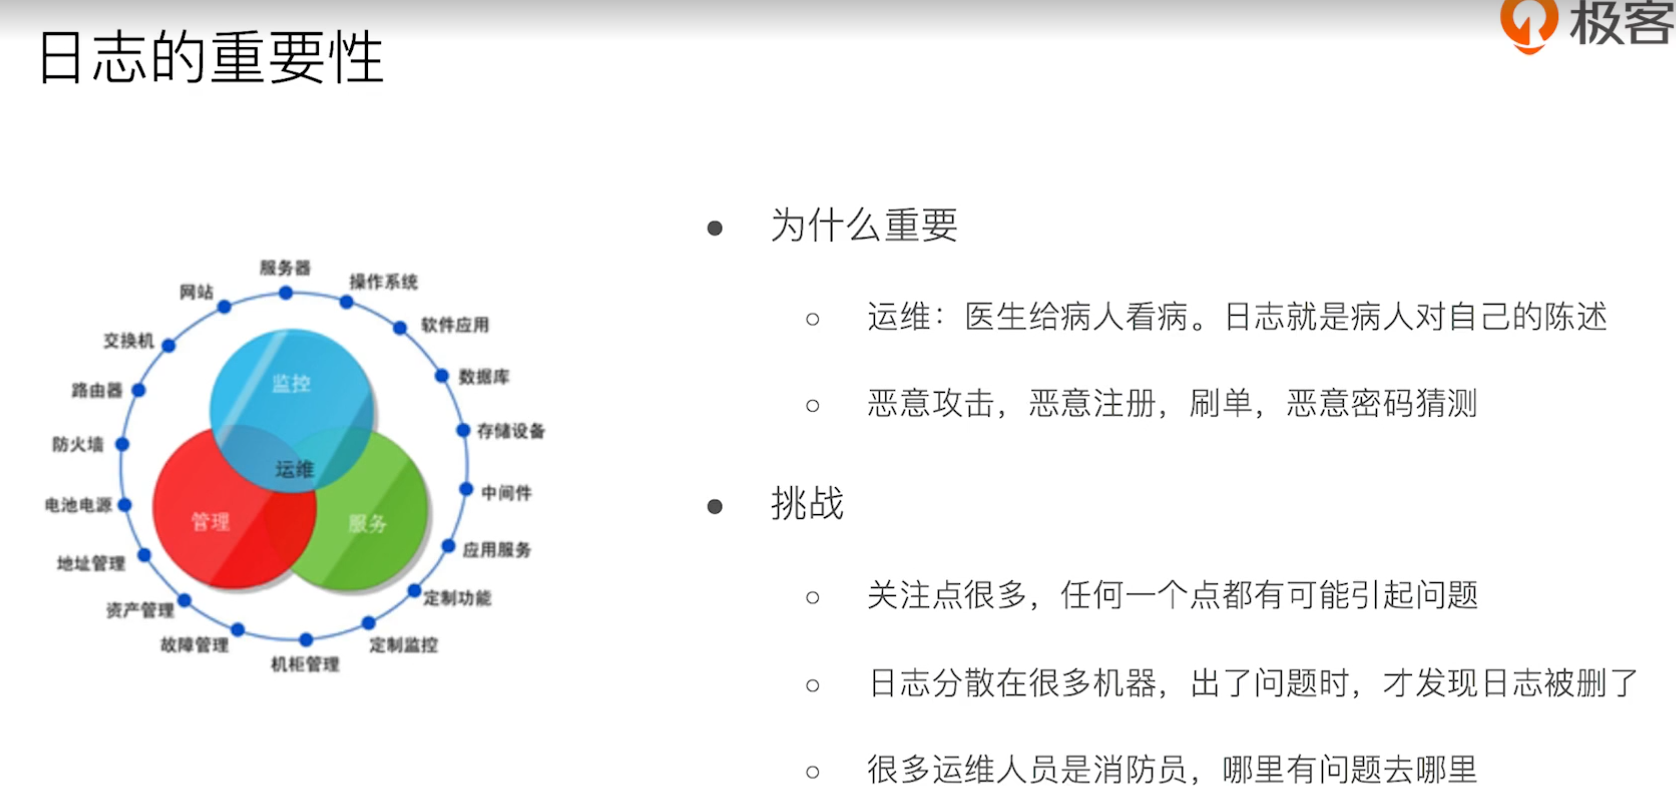 日志的重要性
极客
服务器
操作系统
网站
软件应用
交换机
数据库
监控
路由器
存储设备
防火墙
运维
中间件
电池电源
管理
服务
应用服务
地址管理
定制功能
资产管理
故障管理
定制监控
机柜管理
为什么重要
运维：医生给病人看病。日志就是病人对自己的陈述
恶意攻击，恶意注册，刷单，恶意密码猜测
挑战
关注点很多，任何一个点都有可能引起问题
日志分散在很多机器，出了问题时，才发现日志被删了
很多运维人员是消防员，哪里有问题去哪里